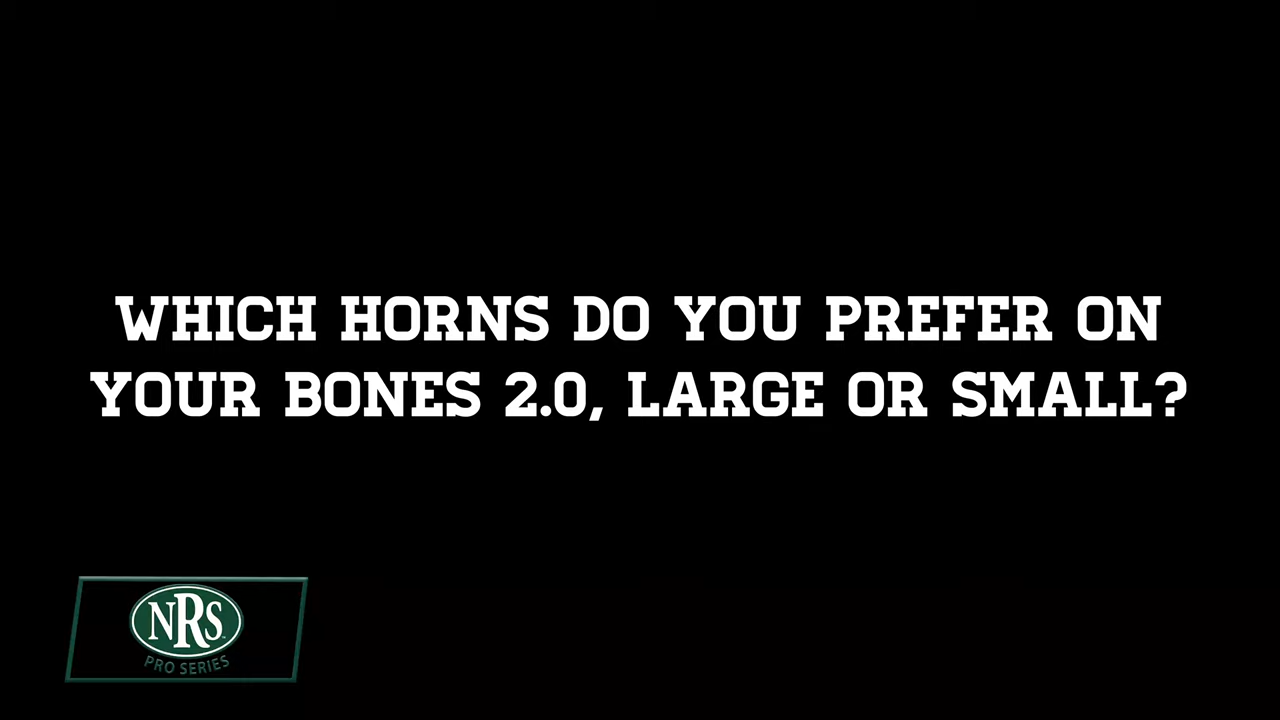 WHICH HORNS DO YOU PREFER ON
YOUR BONES 2.0, LARGE OR SMALL?
NRS
PRO SERIES